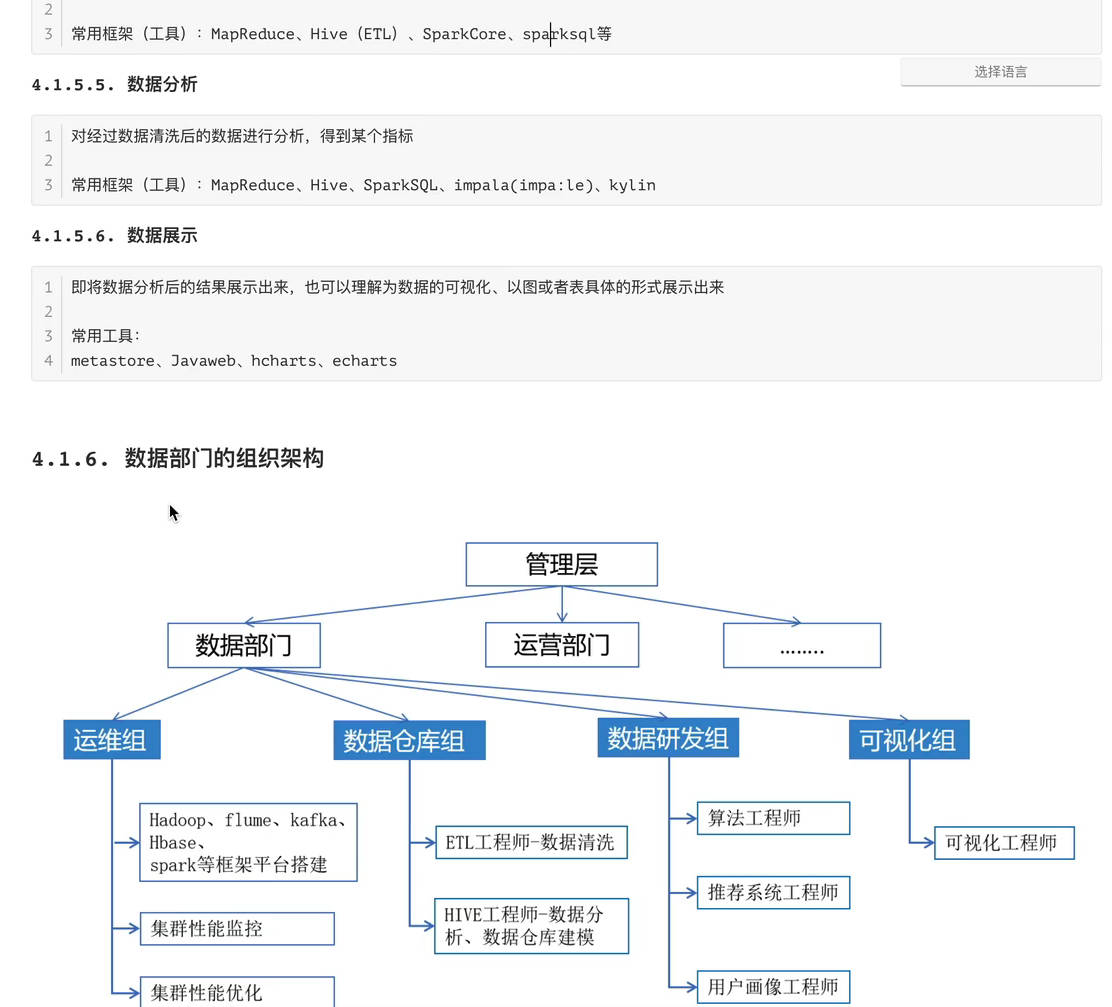 2
3 常用框架（工具）：MapReduce、Hive（ETL）、SparkCore、sparksql等
选择语言
4.1.5.5. 数据分析
1 对经过数据清洗后的数据进行分析，得到某个指标
2
3 常用框架（工具）：MapReduce、Hive、SparkSQL、impala(impa:le)、kylin
4.1.5.6. 数据展示
1 即将数据分析后的结果展示出来，也可以理解为数据的可视化、以图或者表具体的形式展示出来
2
3 常用工具：
4 metastore、Javaweb、hcharts、echarts
4.1.6. 数据部门的组织架构
管理层
数据部门
运营部门
........
运维组
数据仓库组
数据研发组
可视化组
Hadoop、flume、kafka、
Hbase、
spark等框架平台搭建
集群性能监控
集群性能优化
ETL工程师-数据清洗
HIVE工程师-数据分
析、数据仓库建模
算法工程师
推荐系统工程师
用户画像工程师
可视化工程师